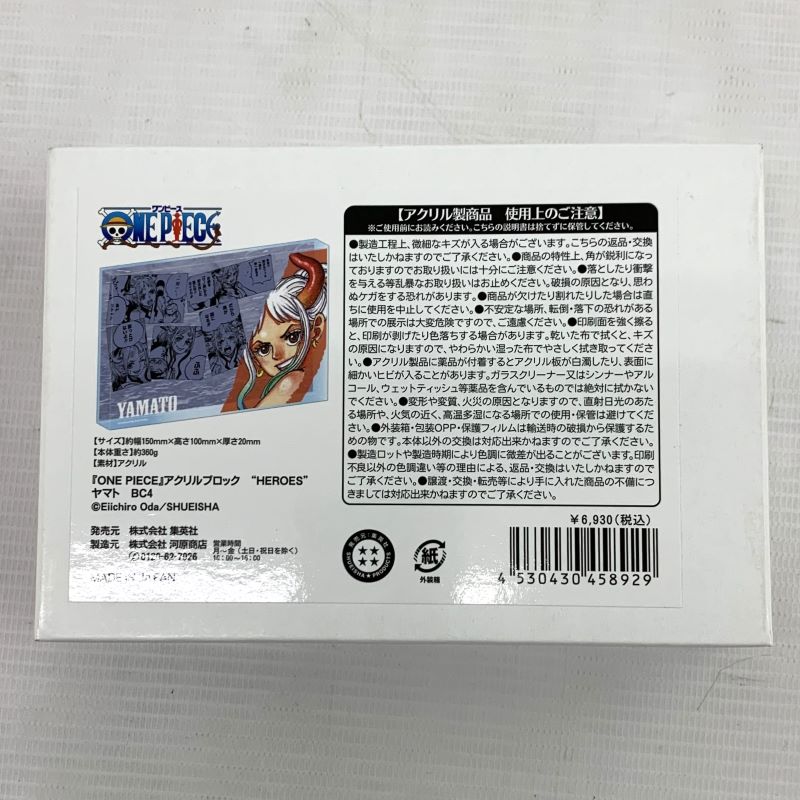 ワンピース
ONE PIECE
YAMATO
【サイズ】約幅150mm×高さ100mm×厚さ20mm
【本体重さ】約360g
【素材】アクリル
『ONE PIECE』アクリルブロック “HEROES”
ヤマト BC4
©Eiichiro Oda/SHUEISHA
発売元 株式会社 集英社
製造元 株式会社 河原商店
営業時間
月〜金（土・日・祝日を除く）
10：00〜16：00
0120-62-7926
MADE IN JAPAN
【アクリル製商品 使用上のご注意】
※ご使用前にお読みください。こちらの説明書は捨てずに保管してください。
●製造工程上、微細なキズが入る場合がございます。こちらの返品・交換
はいたしかねますのでご了承ください。●商品の特性上、角が鋭利になっ
ておりますのでお取り扱いには十分にご注意ください。●落としたり衝撃
を与える等乱暴なお取り扱いはお止めください。破損の原因となり、思わ
ぬケガをする恐れがあります。●商品が欠けたり割れたりした場合は直
ちに使用を中止してください。●不安定な場所、転倒・落下の恐れがある
場所での展示は大変危険ですので、ご遠慮ください。●印刷面を強く擦る
と、印刷が剥げたり色落ちする場合があります。乾いた布で拭くと、キズ
の原因になりますので、やわらかい湿った布でやさしく拭き取ってくださ
い。●アクリル製品に薬品が付着するとアクリル板が白濁したり、表面に
細かいヒビが入ることがあります。ガラスクリーナー又はシンナーやアル
コール、ウェットティッシュ等薬品を含んでいるものでは絶対に拭かない
でください。●変形や変質、火災の原因となりますので、直射日光のあた
る場所や、火気の近く、高温多湿になる場所での使用・保管は避けてくだ
さい。●外装箱・包装OPP・保護フィルムは輸送時の破損から保護するた
めの物です。本体以外の交換は対応出来かねますのでご了承ください。
●製造ロットや製造時期により色調に微差が出ることがございます。印刷
不良以外の色調違い等の理由による、返品・交換はいたしかねますのでご
了承ください。●譲渡・交換・転売等により手に入れた商品の不備につ
きましては対応出来かねますのでご了承ください。
￥6,930（税込）
発売元：集英社
SHUEISHA PRODUCTS
紙
外装箱
4 530430 458929